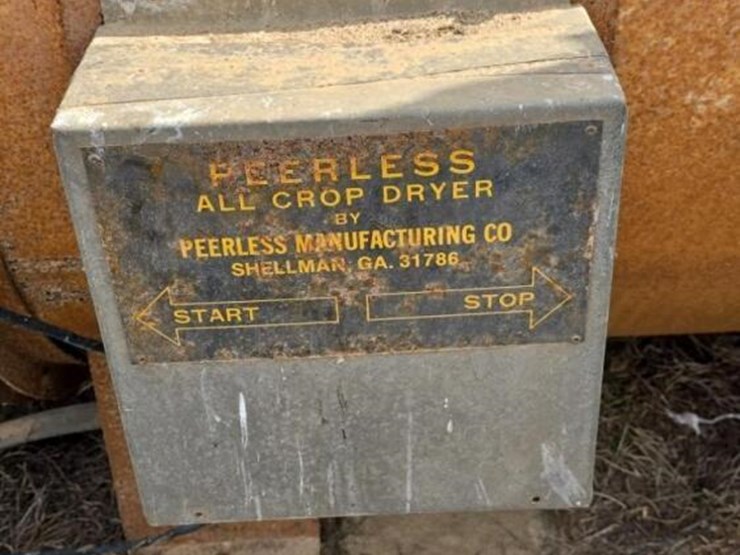 PEERLESS
ALL CROP DRYER
BY
PEERLESS MANUFACTURING CO
SHELLMAN, GA. 31786
START STOP